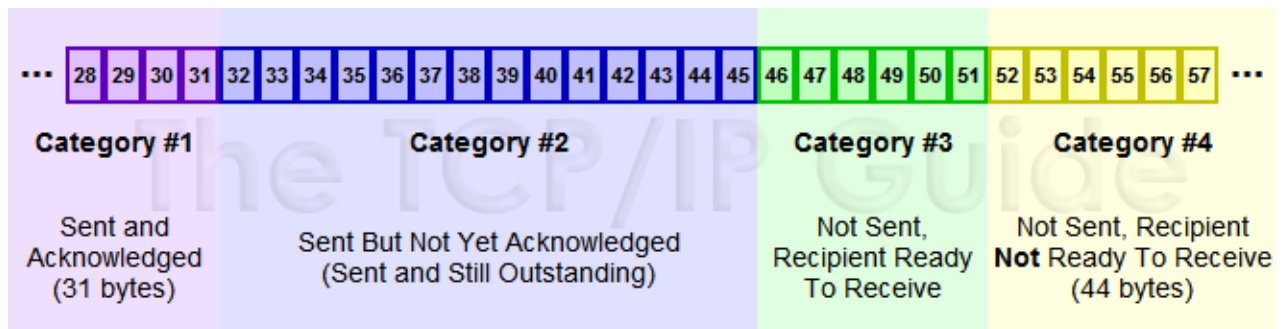 ... 28 29 30 31 32 33 34 35 36 37 38 39 40 41 42 43 44 45 46 47 48 49 50 51 52 53 54 55 56 57 ...
Category #1 Category #2 Category #3 Category #4
The TCP/IP Guide
Sent and
Acknowledged
(31 bytes)
Sent But Not Yet Acknowledged
(Sent and Still Outstanding)
Not Sent,
Recipient Ready
To Receive
Not Sent, Recipient
Not Ready To Receive
(44 bytes)